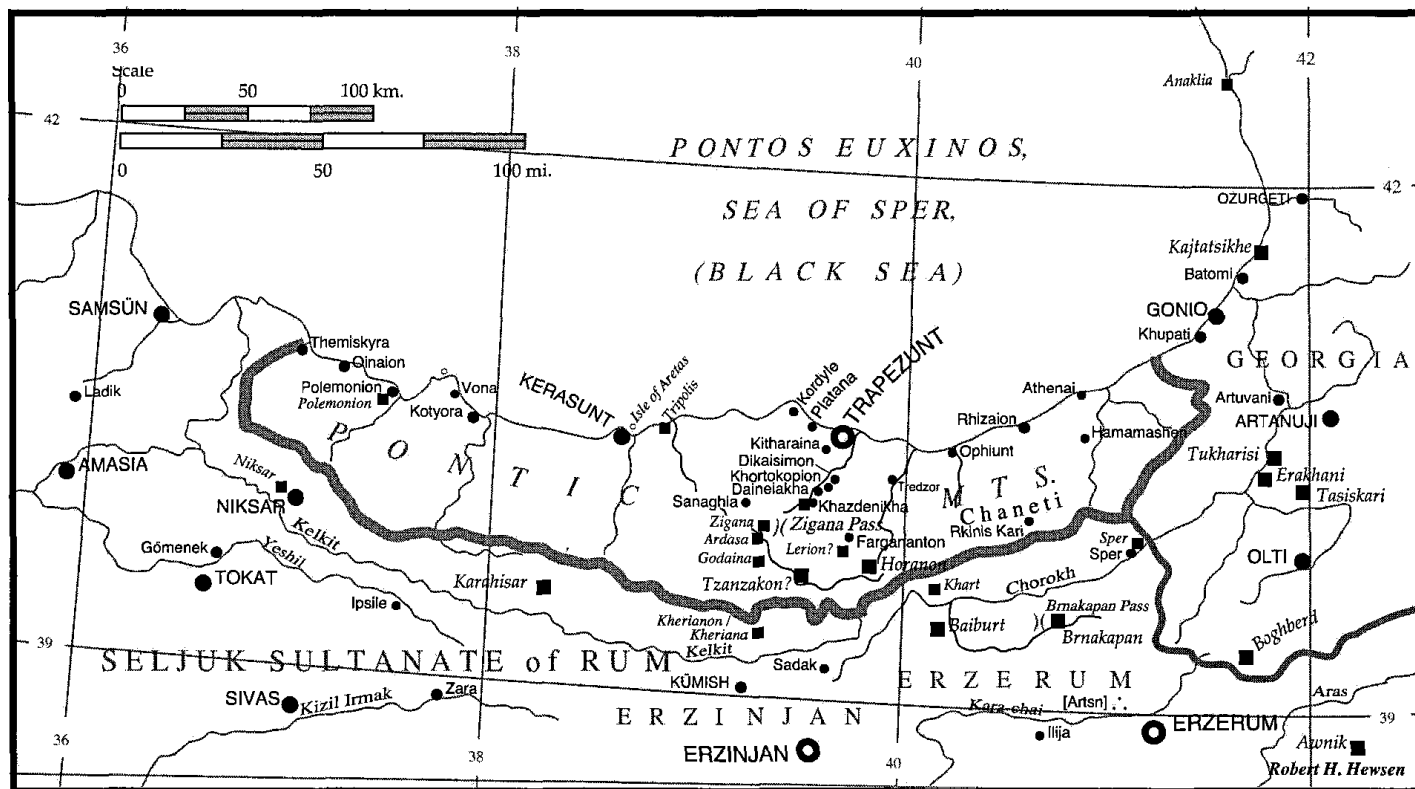 36
38
40
42
Scale
0 50 100 km.
0 50 100 mi.
42
42
39
39
36
38
40
PONTOS EUXINOS,
SEA OF SPER,
(BLACK SEA)
Anaklia
OZURGETI
Kajtatsikhe
Batomi
GONIO
Khupati
GEORGIA
SAMSÜN
Ladik
AMASIA
Themiskyra
Oinaion
Polemonion
Polemonion
Vona
Kotyora
KERASUNT
Isle of Aretas
Tripolis
Kordyle
Platana
TRAPEZUNT
Athenai
Rhizaion
Ophiunt
Hamamashen
Artuvani
ARTANUJI
Tukharisi
Erakhani
Tasiskari
PONTIC
MTS.
Chaneti
Kitharaina
Dikaisimon
Khortokopion
Daineiakha
Sanaghia
Khazdenikha
Tredzor
Zigana
)( Zigana Pass
Ardasa
Lerion?
Fargananton
Godaina
Horanon
Tzanzakon?
Rkinis Kari
Sper
Sper
OLTI
Niksar
NIKSAR
Kelkit
Yeshil
Gömenek
TOKAT
Ipsile
Karahisar
Kherianon /
Kheriana
Kelkit
Khart
Chorokh
Baiburt
)(
Brnakapan Pass
Brnakapan
Boghberd
SELJUK SULTANATE of RUM
Sadak
KÜMISH
ERZERUM
SIVAS
Kizil Irmak
Zara
ERZINJAN
ERZINJAN
Kara-chai
[Artsn]
Ilija
ERZERUM
Aras
Awnik
Robert H. Hewsen